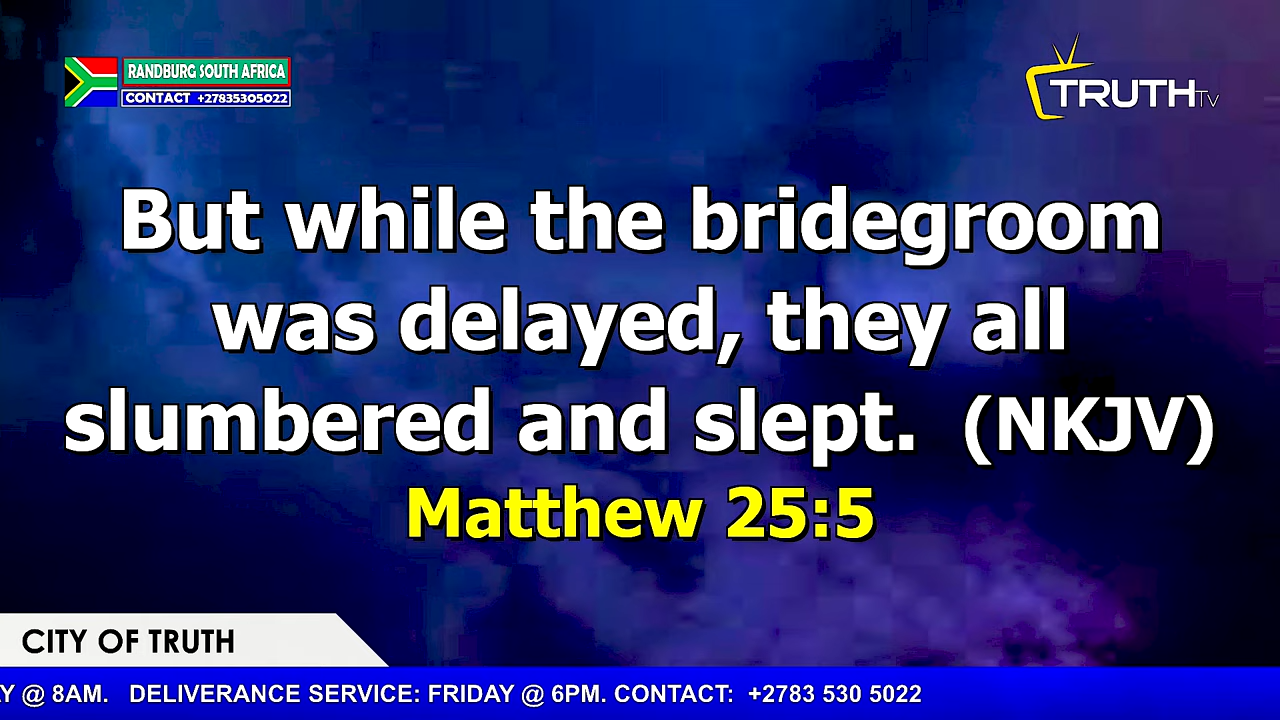 RANDBURG SOUTH AFRICA
CONTACT +27835305022
TRUTH TV
But while the bridegroom
was delayed, they all
slumbered and slept. (NKJV)
Matthew 25:5
CITY OF TRUTH
Y @ 8AM. DELIVERANCE SERVICE: FRIDAY @ 6PM. CONTACT: +2783 530 5022